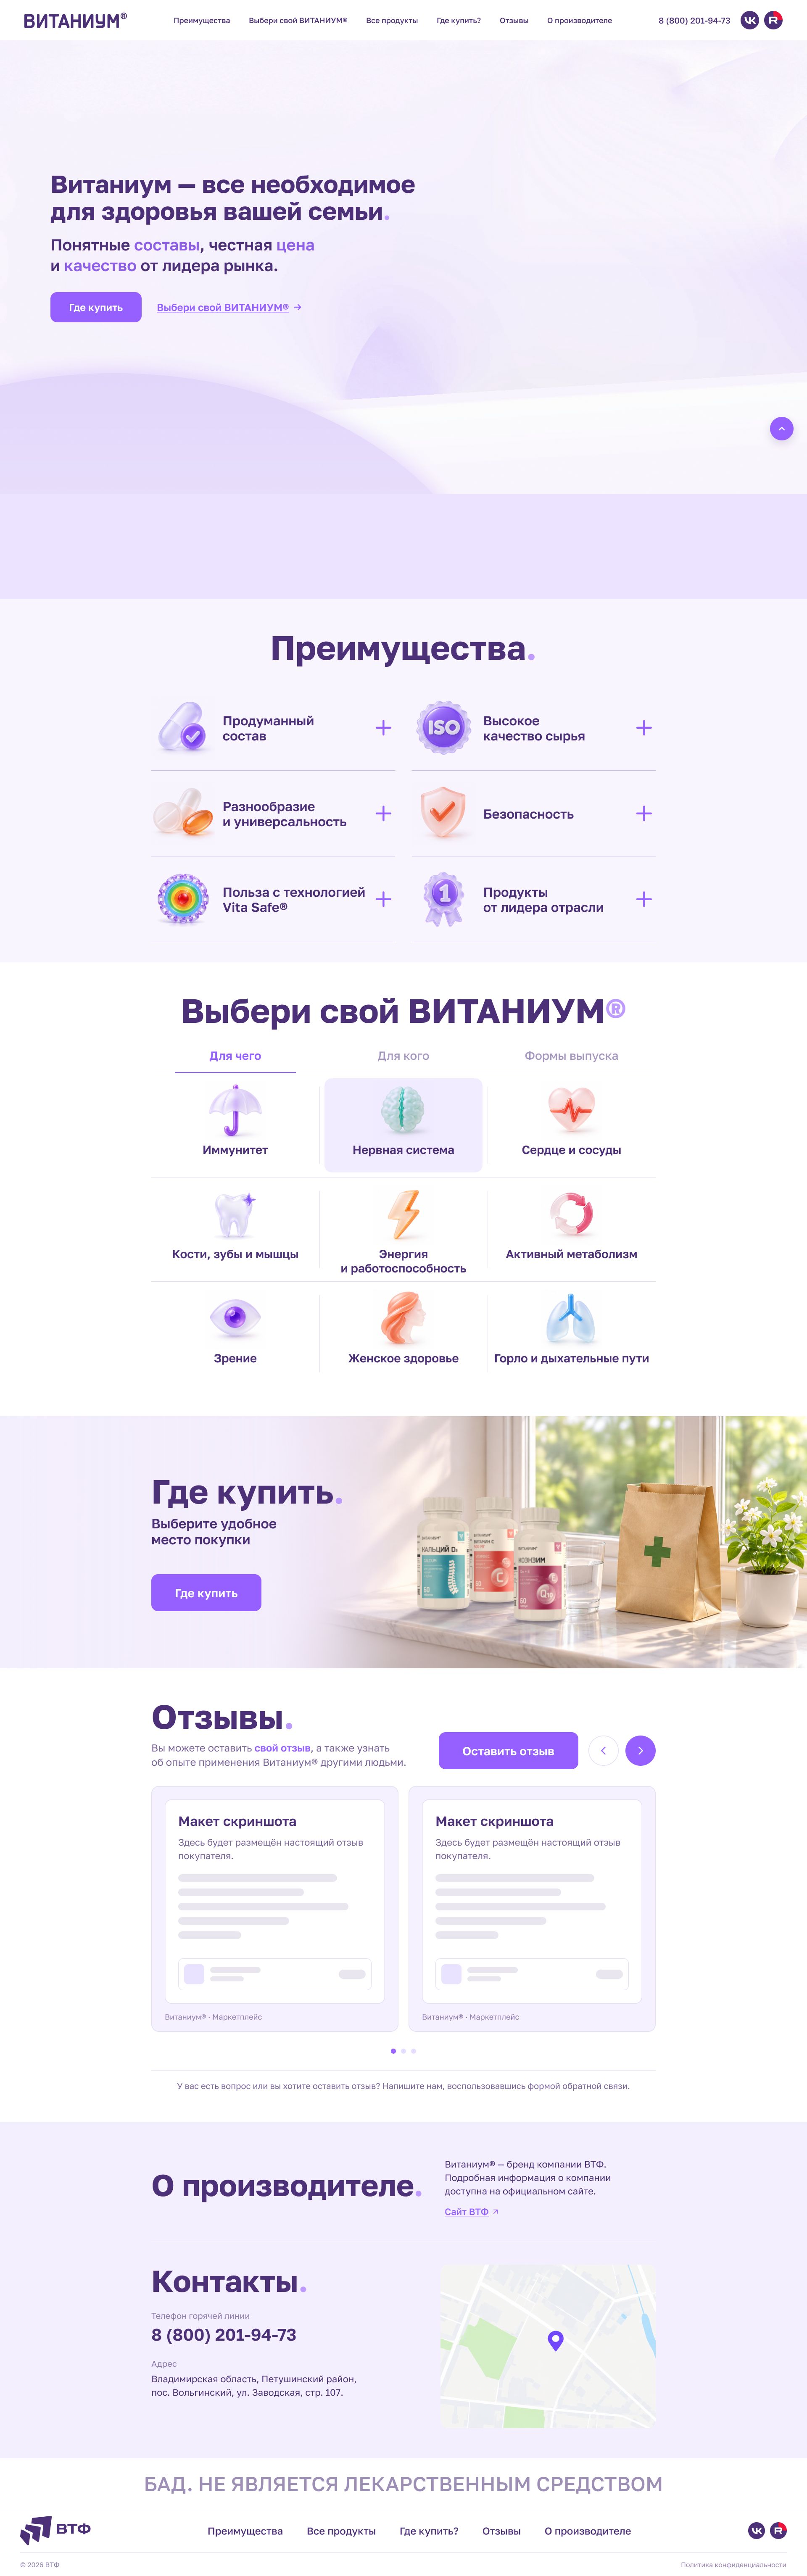 ВИТАНИУМ®
Преимущества
Выбери свой ВИТАНИУМ®
Все продукты
Где купить?
Отзывы
О производителе
8 (800) 201-94-73
Витаниум — все необходимое
для здоровья вашей семьи.
Понятные составы, честная цена
и качество от лидера рынка.
Где купить
Выбери свой ВИТАНИУМ® →
Преимущества.
Продуманный
состав
ISO
Высокое
качество сырья
Разнообразие
и универсальность
Безопасность
Польза с технологией
Vita Safe®
1
Продукты
от лидера отрасли
Выбери свой ВИТАНИУМ®
Для чего
Для кого
Формы выпуска
Иммунитет
Нервная система
Сердце и сосуды
Кости, зубы и мышцы
Энергия
и работоспособность
Активный метаболизм
Зрение
Женское здоровье
Горло и дыхательные пути
Где купить.
Выберите удобное
место покупки
Где купить
КАЛЬЦИЙ D₃
60
C
60
КОЭНЗИМ
Q10
60
Отзывы.
Вы можете оставить свой отзыв, а также узнать
об опыте применения Витаниум® другими людьми.
Оставить отзыв
Макет скриншота
Здесь будет размещён настоящий отзыв
покупателя.
Витаниум® · Маркетплейс
Макет скриншота
Здесь будет размещён настоящий отзыв
покупателя.
Витаниум® · Маркетплейс
У вас есть вопрос или вы хотите оставить отзыв? Напишите нам, воспользовавшись формой обратной связи.
О производителе.
Витаниум® — бренд компании ВТФ.
Подробная информация о компании
доступна на официальном сайте.
Сайт ВТФ ↗
Контакты.
Телефон горячей линии
8 (800) 201-94-73
Адрес
Владимирская область, Петушинский район,
пос. Вольгинский, ул. Заводская, стр. 107.
БАД. НЕ ЯВЛЯЕТСЯ ЛЕКАРСТВЕННЫМ СРЕДСТВОМ
ВТФ
Преимущества
Все продукты
Где купить?
Отзывы
О производителе
© 2026 ВТФ
Политика конфиденциальности